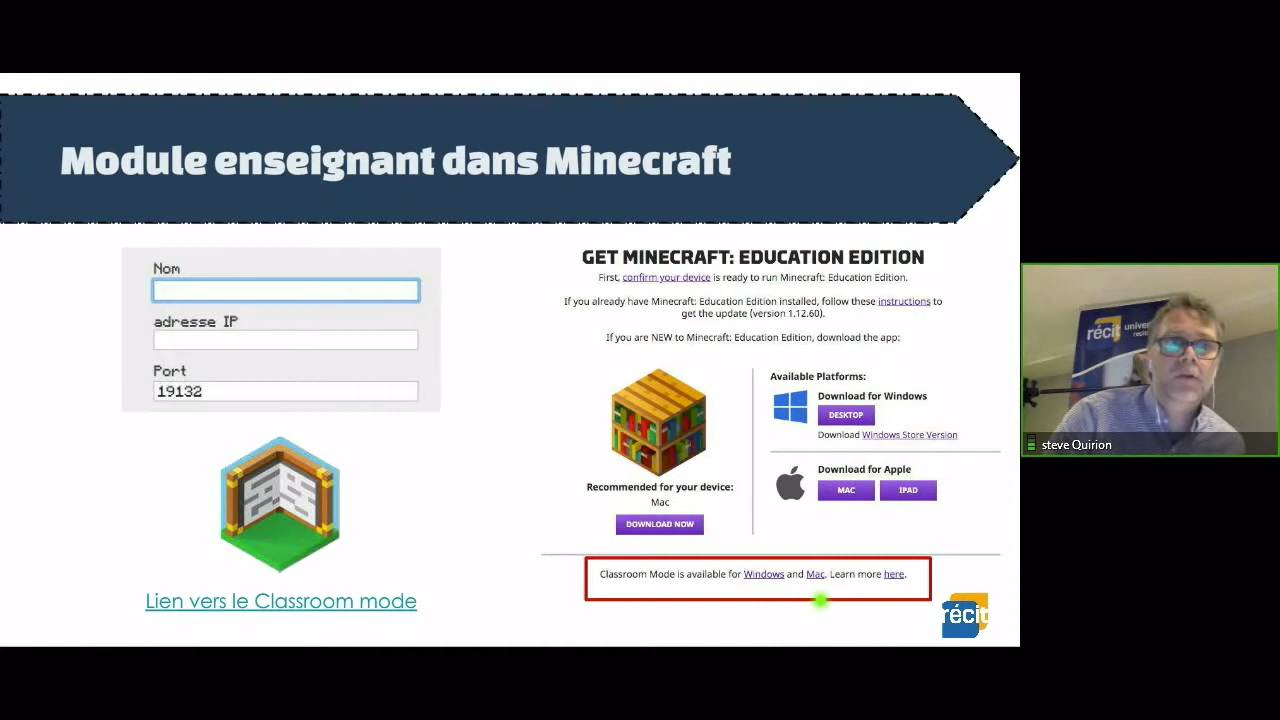 Module enseignant dans Minecraft
Nom
adresse IP
Port
19132
Lien vers le Classroom mode
GET MINECRAFT: EDUCATION EDITION
First, confirm your device is ready to run Minecraft: Education Edition.
If you already have Minecraft: Education Edition installed, follow these instructions to
get the update (version 1.12.60).
If you are NEW to Minecraft: Education Edition, download the app:
Recommended for your device:
Mac
DOWNLOAD NOW
Available Platforms:
Download for Windows
DESKTOP
Download Windows Store Version
Download for Apple
MAC
IPAD
Classroom Mode is available for Windows and Mac. Learn more here.
récit
récit
steve Quirion